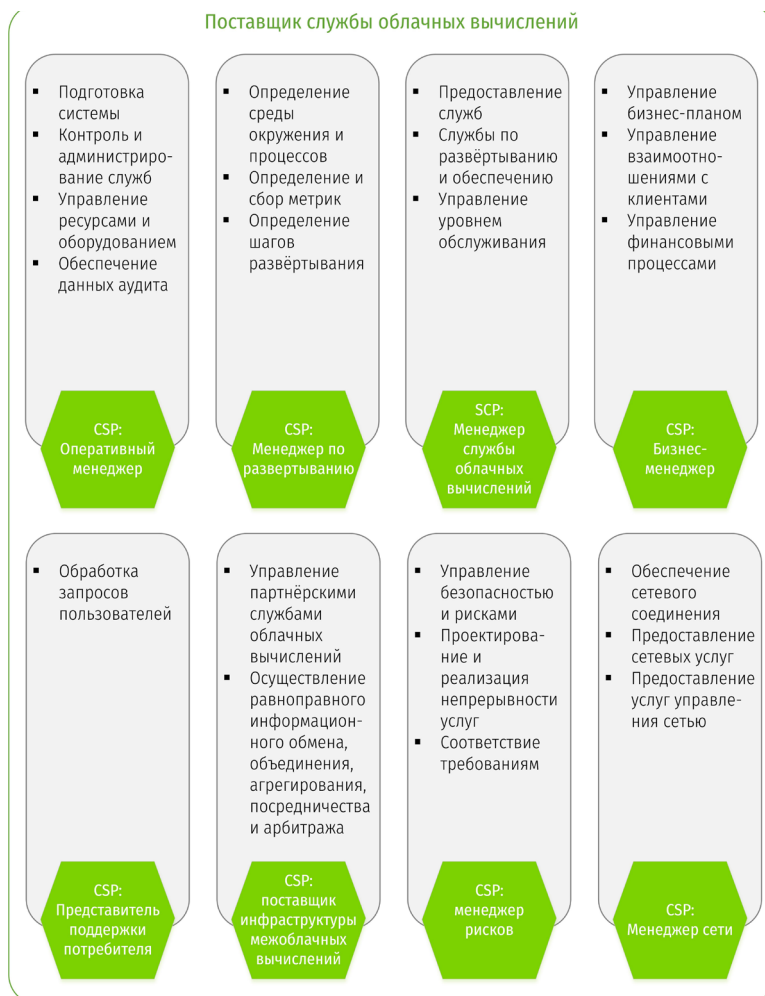 Поставщик службы облачных вычислений
▪ Подготовка
системы
▪ Контроль и
администриро-
вание служб
▪ Управление
ресурсами и
оборудованием
▪ Обеспечение
данных аудита
CSP:
Оперативный
менеджер
▪ Определение
среды
окружения и
процессов
▪ Определение и
сбор метрик
▪ Определение
шагов
развёртывания
CSP:
Менеджер по
развертыванию
▪ Предоставление
служб
▪ Службы по
развёртыванию
и обеспечению
▪ Управление
уровнем
обслуживания
SCP:
Менеджер
службы
облачных
вычислений
▪ Управление
бизнес-планом
▪ Управление
взаимоотно-
шениями с
клиентами
▪ Управление
финансовыми
процессами
CSP:
Бизнес-
менеджер
▪ Обработка
запросов
пользователей
CSP:
Представитель
поддержки
потребителя
▪ Управление
партнёрскими
службами
облачных
вычислений
▪ Осуществление
равноправного
информацион-
ного обмена,
объединения,
агрегирования,
посредничества
и арбитража
CSP:
поставщик
инфраструктуры
межоблачных
вычислений
▪ Управление
безопасностью
и рисками
▪ Проектирова-
ние и
реализация
непрерывности
услуг
▪ Соответствие
требованиям
CSP:
менеджер
рисков
▪ Обеспечение
сетевого
соединения
▪ Предоставление
сетевых услуг
▪ Предоставление
услуг управле-
ния сетью
CSP:
Менеджер сети